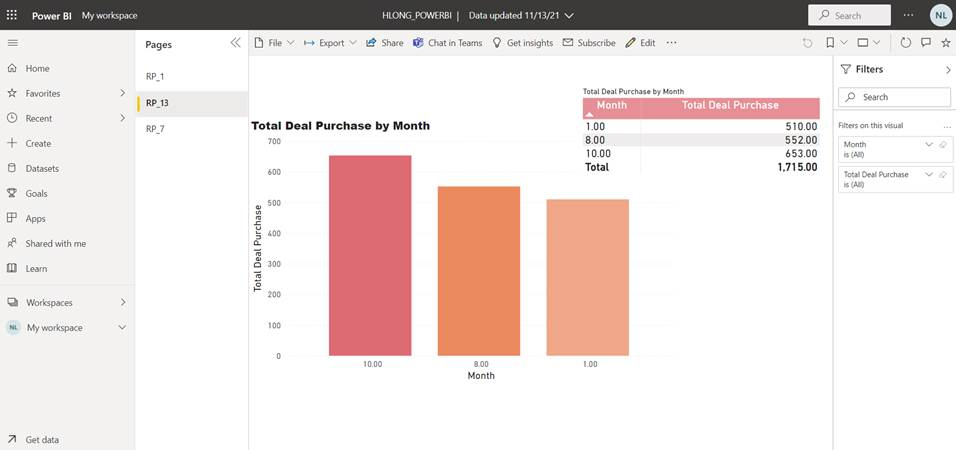 Power BI My workspace HLONG_POWERBI | Data updated 11/13/21 Search ... NL
Pages
File Export Share Chat in Teams Get insights Subscribe Edit ...
Home
Favorites
Recent
Create
Datasets
Goals
Apps
Shared with me
Learn
Workspaces
NL My workspace
Get data
RP_1
RP_13
RP_7
Total Deal Purchase by Month
Month Total Deal Purchase
1.00 510.00
8.00 552.00
10.00 653.00
Total 1,715.00
Total Deal Purchase by Month
Total Deal Purchase
700
600
500
400
300
200
100
0
10.00 8.00 1.00
Month
Filters
Search
Filters on this visual ...
Month
is (All)
Total Deal Purchase
is (All)